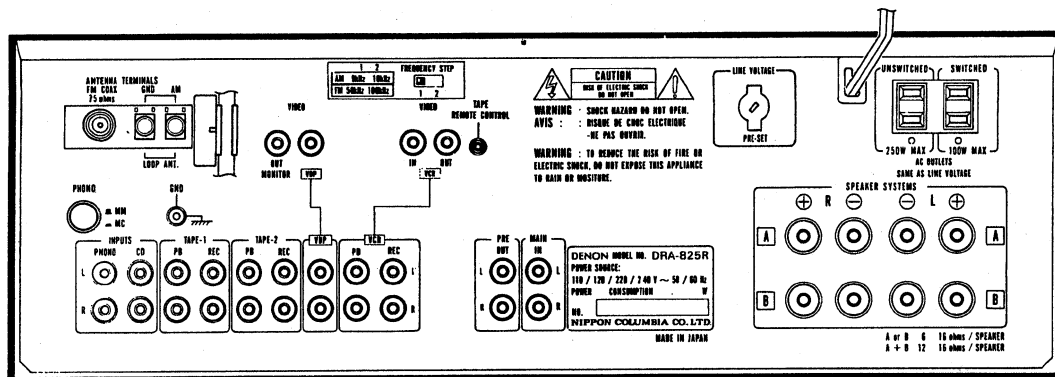 ANTENNA TERMINALS
FM COAX GND AM
75 ohms
LOOP ANT.
1 2 FREQUENCY STEP
AM 9kHz 10kHz
FM 50kHz 100kHz
1 2
VIDEO
OUT
MONITOR VDP
VIDEO
IN OUT
VCR
TAPE
REMOTE CONTROL
CAUTION
RISK OF ELECTRIC SHOCK
DO NOT OPEN
WARNING : SHOCK HAZARD DO NOT OPEN.
AVIS : : RISQUE DE CHOC ELECTRIQUE
-NE PAS OUVRIR.
WARNING : TO REDUCE THE RISK OF FIRE OR
ELECTRIC SHOCK, DO NOT EXPOSE THIS APPLIANCE
TO RAIN OR MOSITURE.
LINE VOLTAGE
PRE-SET
UNSWITCHED SWITCHED
250W MAX 100W MAX
AC OUTLETS
SAME AS LINE VOLTAGE
PHONO
MM
MC
GND
INPUTS
PHONO CD
L
R
TAPE-1
PB REC
TAPE-2
PB REC
VDP
VCR
PB REC
L
R
PRE
OUT
MAIN
IN
L L
R R
DENON MODEL NO. DRA-825R
POWER SOURCE:
110 / 120 / 220 / 240 V ~ 50 / 60 Hz
POWER CONSUMPTION . W
NO.
NIPPON COLUMBIA CO. LTD.
MADE IN JAPAN
SPEAKER SYSTEMS
+ R − − L +
A A
B B
A or B 6 16 ohms / SPEAKER
A + B 12 16 ohms / SPEAKER